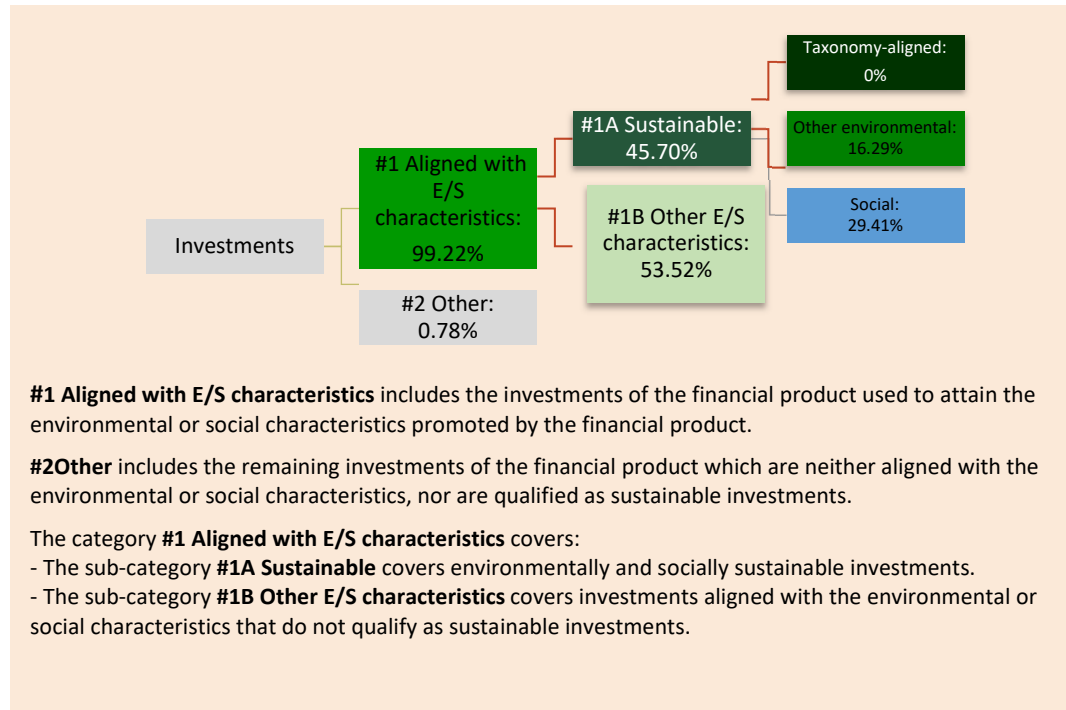 Taxonomy-aligned:
0%
#1A Sustainable:
45.70%
Other environmental:
16.29%
#1 Aligned with
E/S
characteristics:
99.22%
Social:
29.41%
#1B Other E/S
characteristics:
53.52%
Investments
#2 Other:
0.78%
#1 Aligned with E/S characteristics includes the investments of the financial product used to attain the
environmental or social characteristics promoted by the financial product.
#2Other includes the remaining investments of the financial product which are neither aligned with the
environmental or social characteristics, nor are qualified as sustainable investments.
The category #1 Aligned with E/S characteristics covers:
- The sub-category #1A Sustainable covers environmentally and socially sustainable investments.
- The sub-category #1B Other E/S characteristics covers investments aligned with the environmental or
social characteristics that do not qualify as sustainable investments.